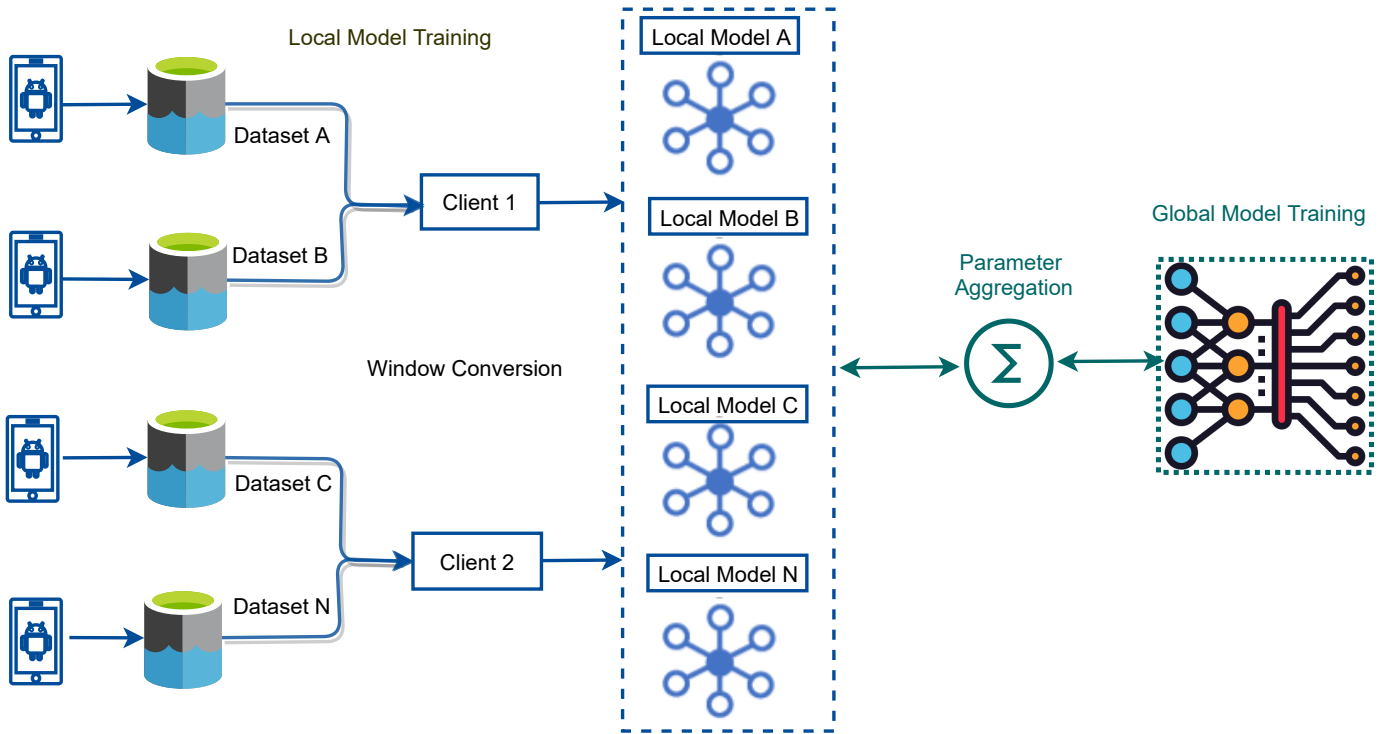 Local Model Training
Dataset A
Dataset B
Client 1
Window Conversion
Dataset C
Dataset N
Client 2
Local Model A
Local Model B
Local Model C
Local Model N
Parameter
Aggregation
Σ
Global Model Training